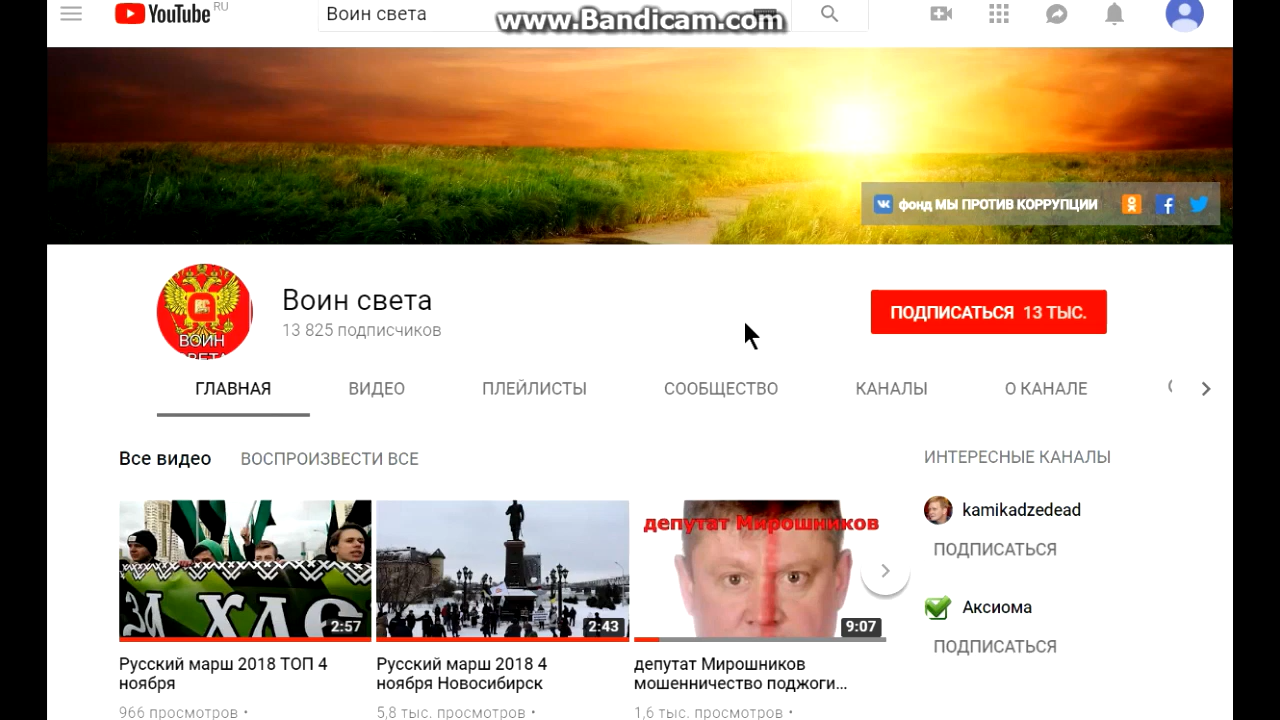 YouTube RU
Воин света
www.Bandicam.com
фонд МЫ ПРОТИВ КОРРУПЦИИ
ВОИН
СВЕТА
Воин света
13 825 подписчиков
ПОДПИСАТЬСЯ 13 ТЫС.
ГЛАВНАЯ ВИДЕО ПЛЕЙЛИСТЫ СООБЩЕСТВО КАНАЛЫ О КАНАЛЕ
Все видео ВОСПРОИЗВЕСТИ ВСЕ
ИНТЕРЕСНЫЕ КАНАЛЫ
kamikadzedead
ПОДПИСАТЬСЯ
Аксиома
ПОДПИСАТЬСЯ
ЗА
2:57
2:43
депутат Мирошников
9:07
Русский марш 2018 ТОП 4
ноября
966 просмотров •
Русский марш 2018 4
ноября Новосибирск
5,8 тыс. просмотров •
депутат Мирошников
мошенничество поджоги...
1,6 тыс. просмотров •